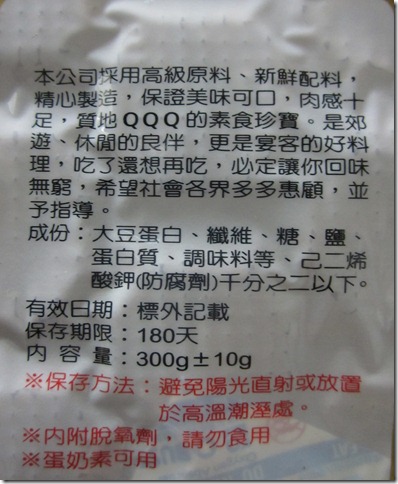 本公司採用高級原料、新鮮配料，
精心製造，保證美味可口，肉感十
足，質地QQQ的素食珍寶。是郊
遊、休閒的良伴，更是宴客的好料
理，吃了還想再吃，必定讓你回味
無窮，希望社會各界多多惠顧，並
予指導。
成份：大豆蛋白、纖維、糖、鹽、
蛋白質、調味料等、己二烯
酸鉀(防腐劑)千分之二以下。
有效日期：標外記載
保存期限：180天
內容量：300g±10g
※保存方法：避免陽光直射或放置
於高溫潮溼處。
※內附脫氧劑，請勿食用
※蛋奶素可用